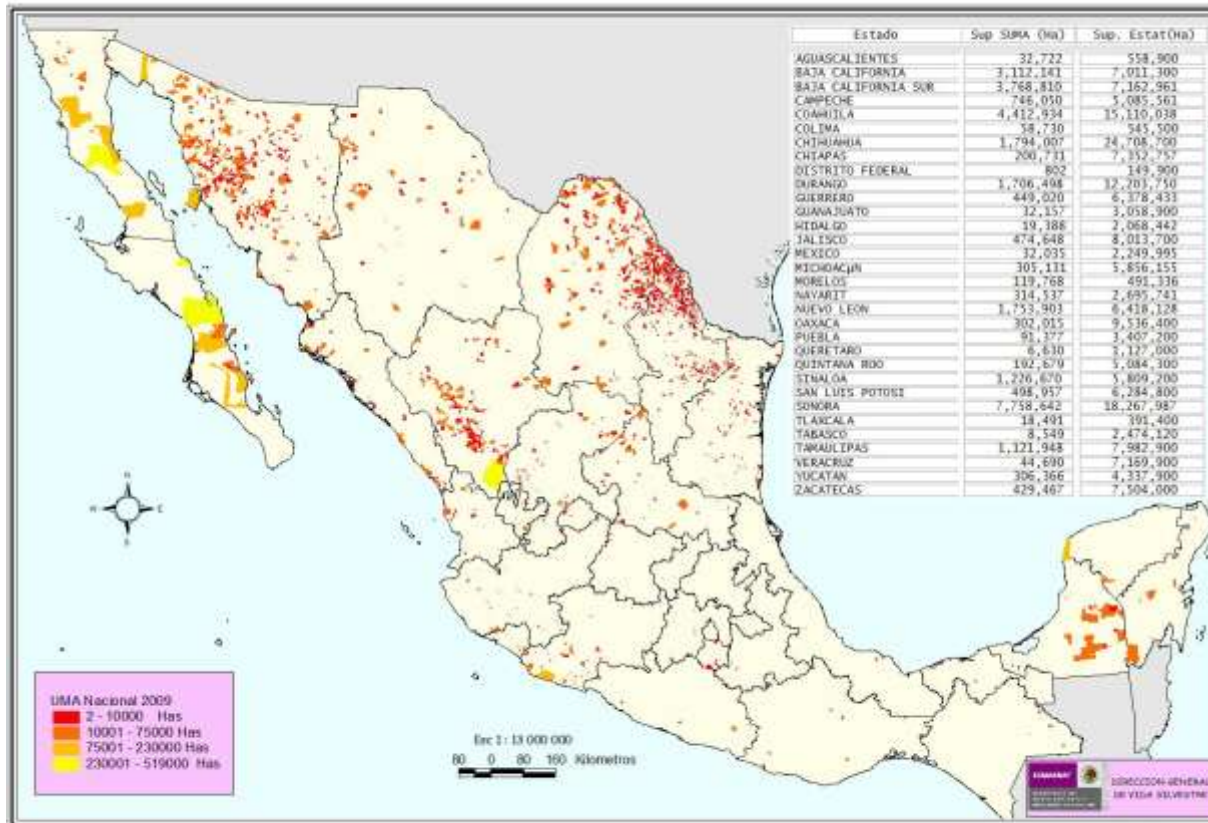 Estado Sup SUMA (Ha) Sup. Estat(Ha)
AGUASCALIENTES 32,722 558,900
BAJA CALIFORNIA 3,112,141 7,011,300
BAJA CALIFORNIA SUR 3,768,810 7,162,961
CAMPECHE 746,050 5,085,561
COAHUILA 4,412,934 15,110,038
COLIMA 58,730 545,500
CHIHUAHUA 1,794,007 24,708,700
CHIAPAS 200,731 7,352,757
DISTRITO FEDERAL 802 149,900
DURANGO 1,706,498 12,203,750
GUERRERO 449,020 6,378,433
GUANAJUATO 32,157 3,058,900
HIDALGO 19,388 2,068,442
JALISCO 474,648 8,013,700
MEXICO 32,035 2,249,995
MICHOACµN 305,131 5,856,155
MORELOS 119,768 491,336
NAYARIT 314,537 2,695,741
NUEVO LEON 1,753,903 6,418,128
OAXACA 302,015 9,536,400
PUEBLA 91,377 3,407,200
QUERETARO 6,630 1,127,000
QUINTANA ROO 192,679 5,084,300
SINALOA 1,226,670 5,809,200
SAN LUIS POTOSI 498,957 6,284,800
SONORA 7,758,642 18,267,987
TLAXCALA 18,491 391,400
TABASCO 8,549 2,474,120
TAMAULIPAS 1,121,948 7,982,900
VERACRUZ 44,690 7,169,900
YUCATAN 306,366 4,337,900
ZACATECAS 429,467 7,504,000
N
E
S
UMA Nacional 2009
2 - 10000 Has
10001 - 75000 Has
75001 - 230000 Has
230001 - 519000 Has
Esc 1 : 13 000 000
80 0 80 160 Kilometros
SEMARNAT
DIRECCION GENERAL
DE VIDA SILVESTRE